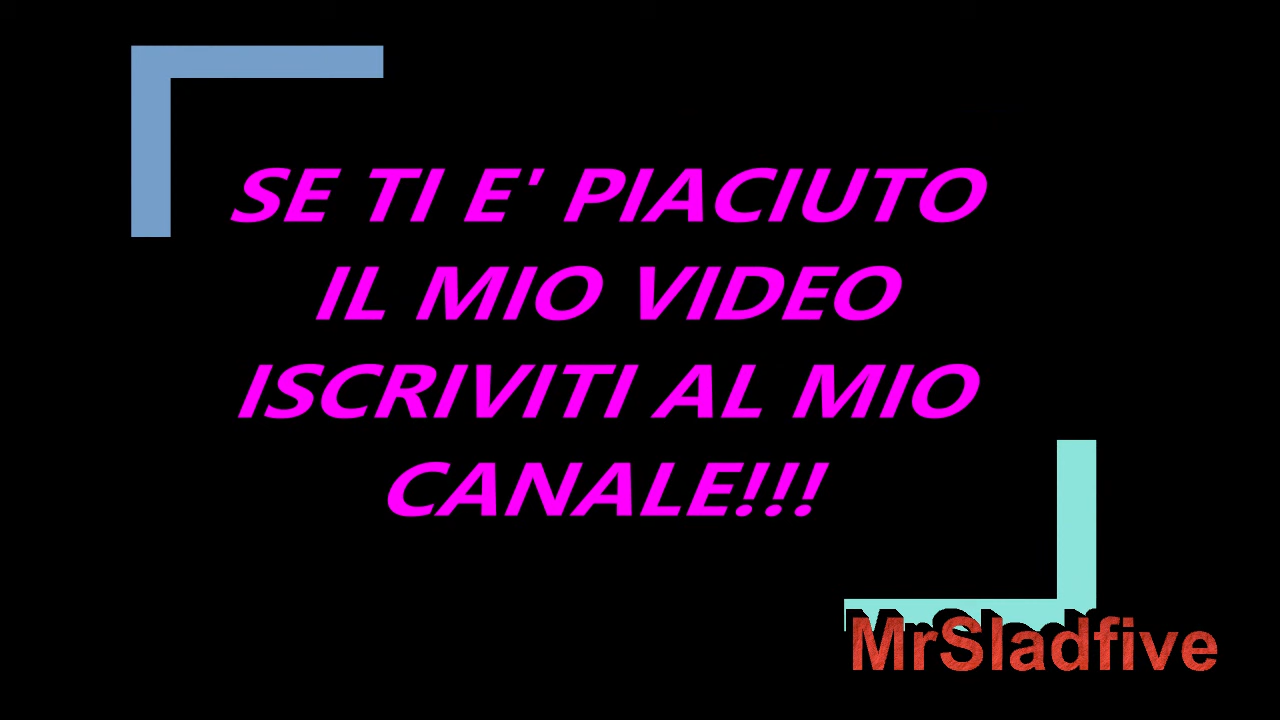 SE TI E' PIACIUTO
IL MIO VIDEO
ISCRIVITI AL MIO
CANALE!!!
MrSladfive